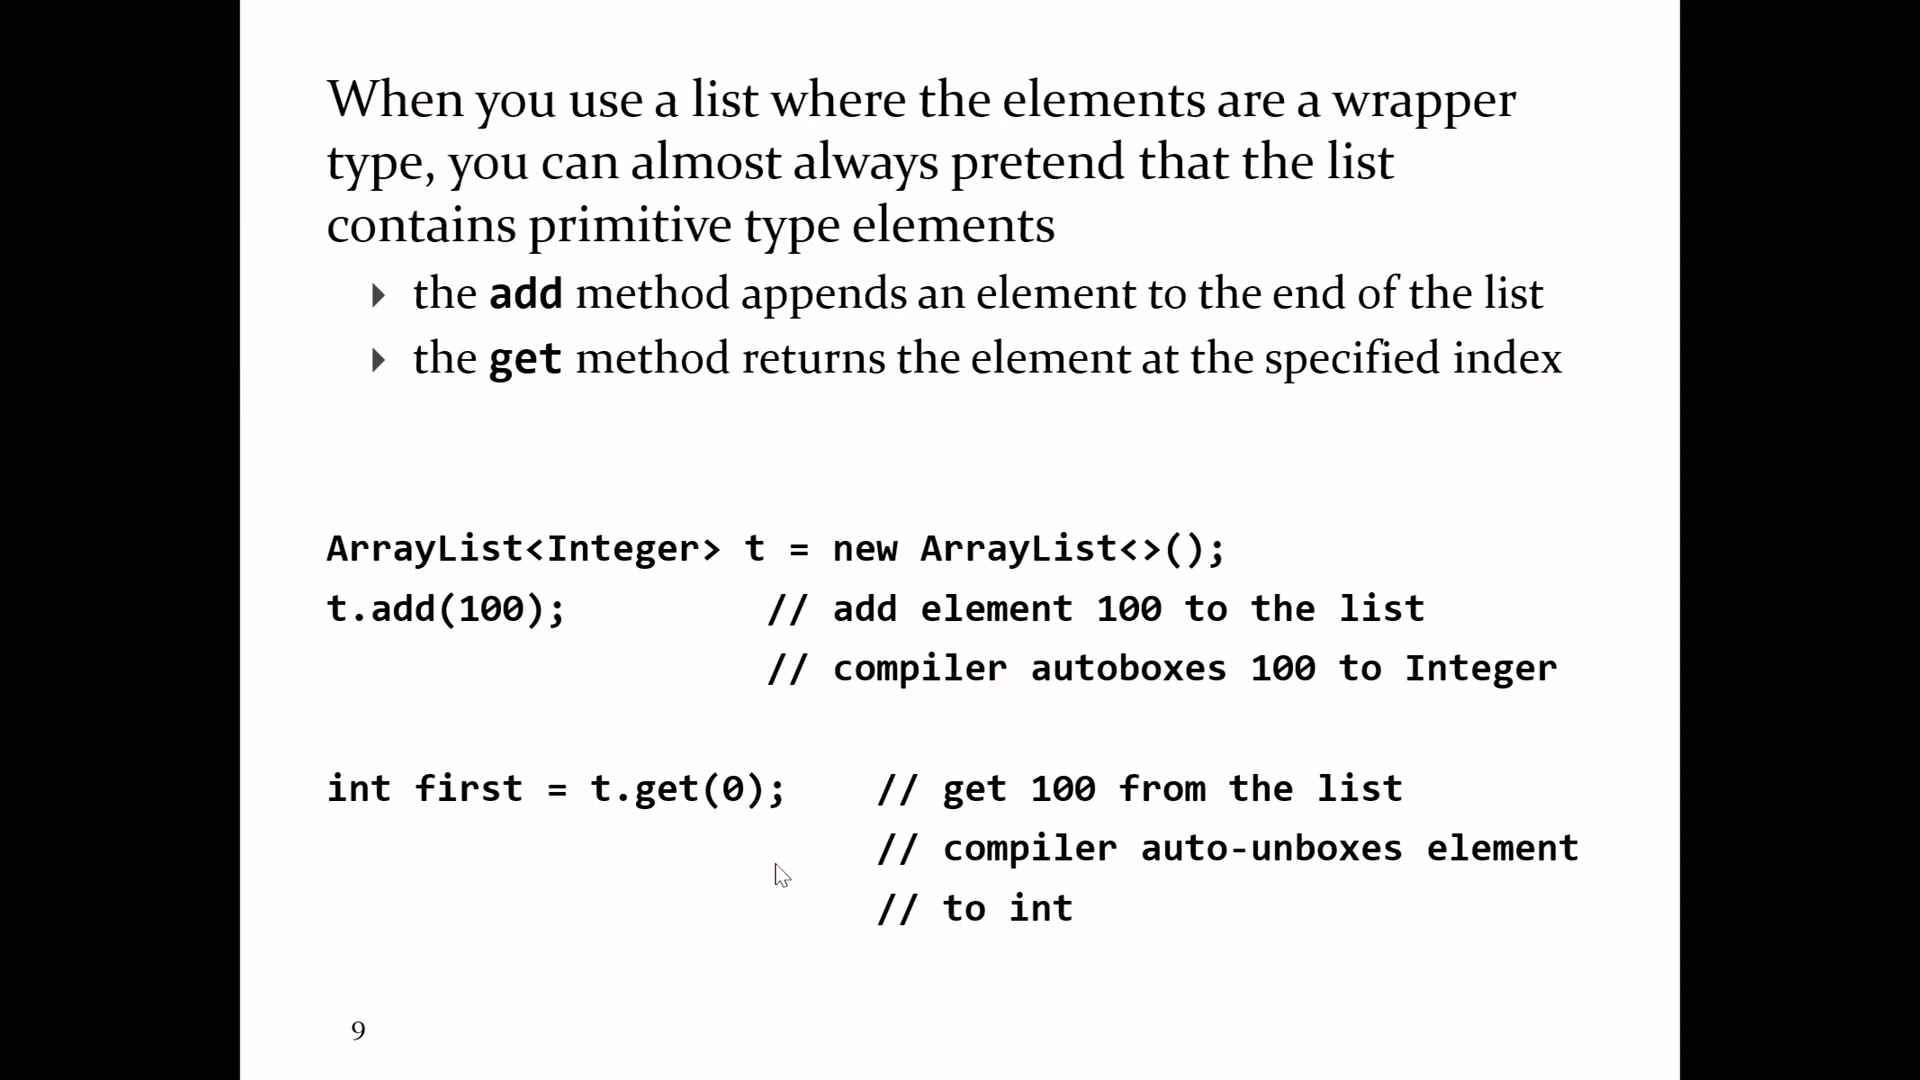 When you use a list where the elements are a wrapper
type, you can almost always pretend that the list
contains primitive type elements
the add method appends an element to the end of the list
the get method returns the element at the specified index
ArrayList<Integer> t = new ArrayList<>();
t.add(100); // add element 100 to the list
// compiler autoboxes 100 to Integer
int first = t.get(0); // get 100 from the list
// compiler auto-unboxes element
// to int
9